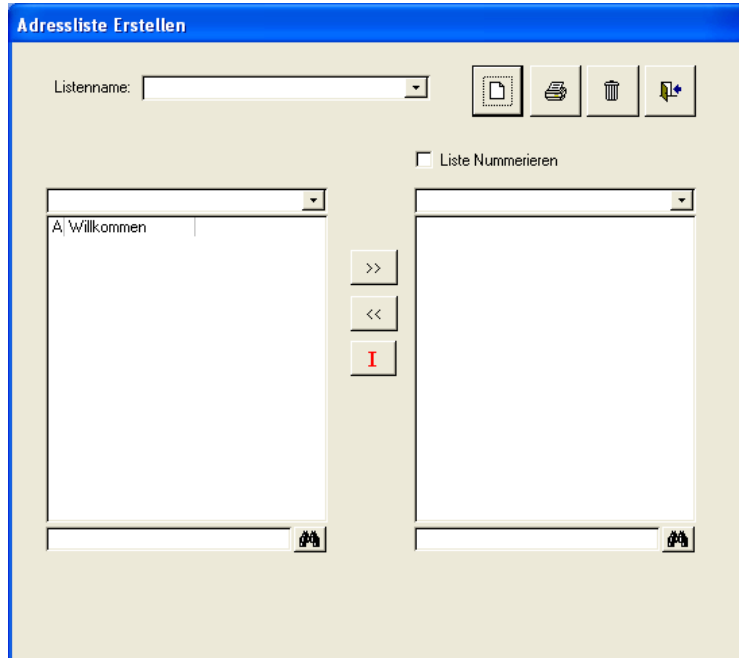 Adressliste Erstellen
Listenname:
Liste Nummerieren
A Willkommen
>>
<<
I